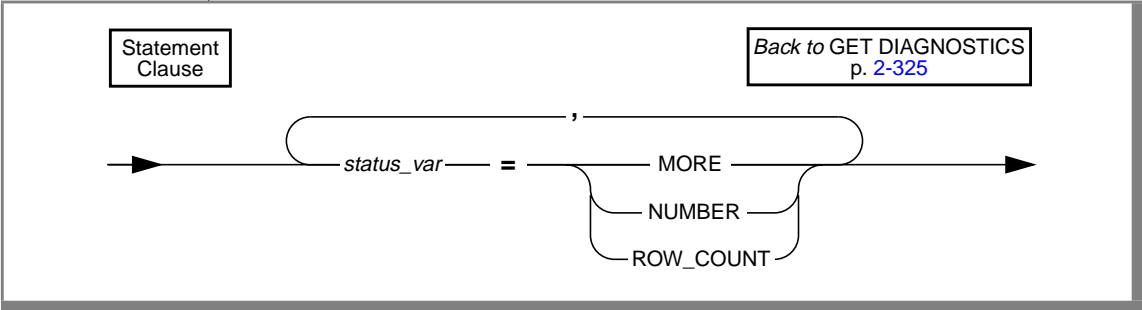 Statement
Clause
Back to GET DIAGNOSTICS
p. 2-325
,
status_var = MORE
NUMBER
ROW_COUNT